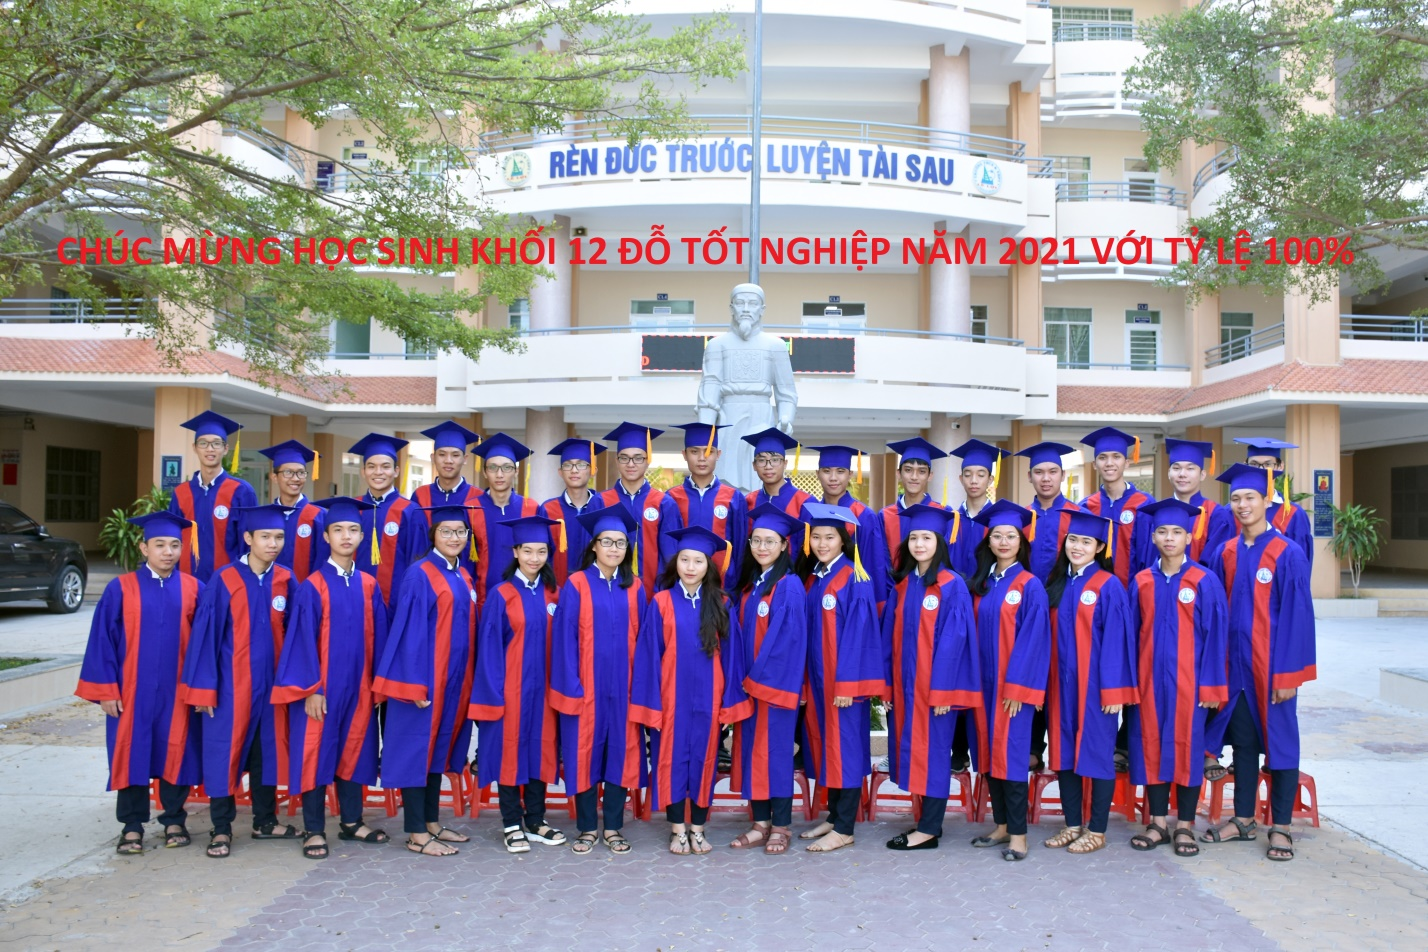 RÈN ĐỨC TRƯỚC LUYỆN TÀI SAU
CHÚC MỪNG HỌC SINH KHỐI 12 ĐỖ TỐT NGHIỆP NĂM 2021 VỚI TỶ LỆ 100%